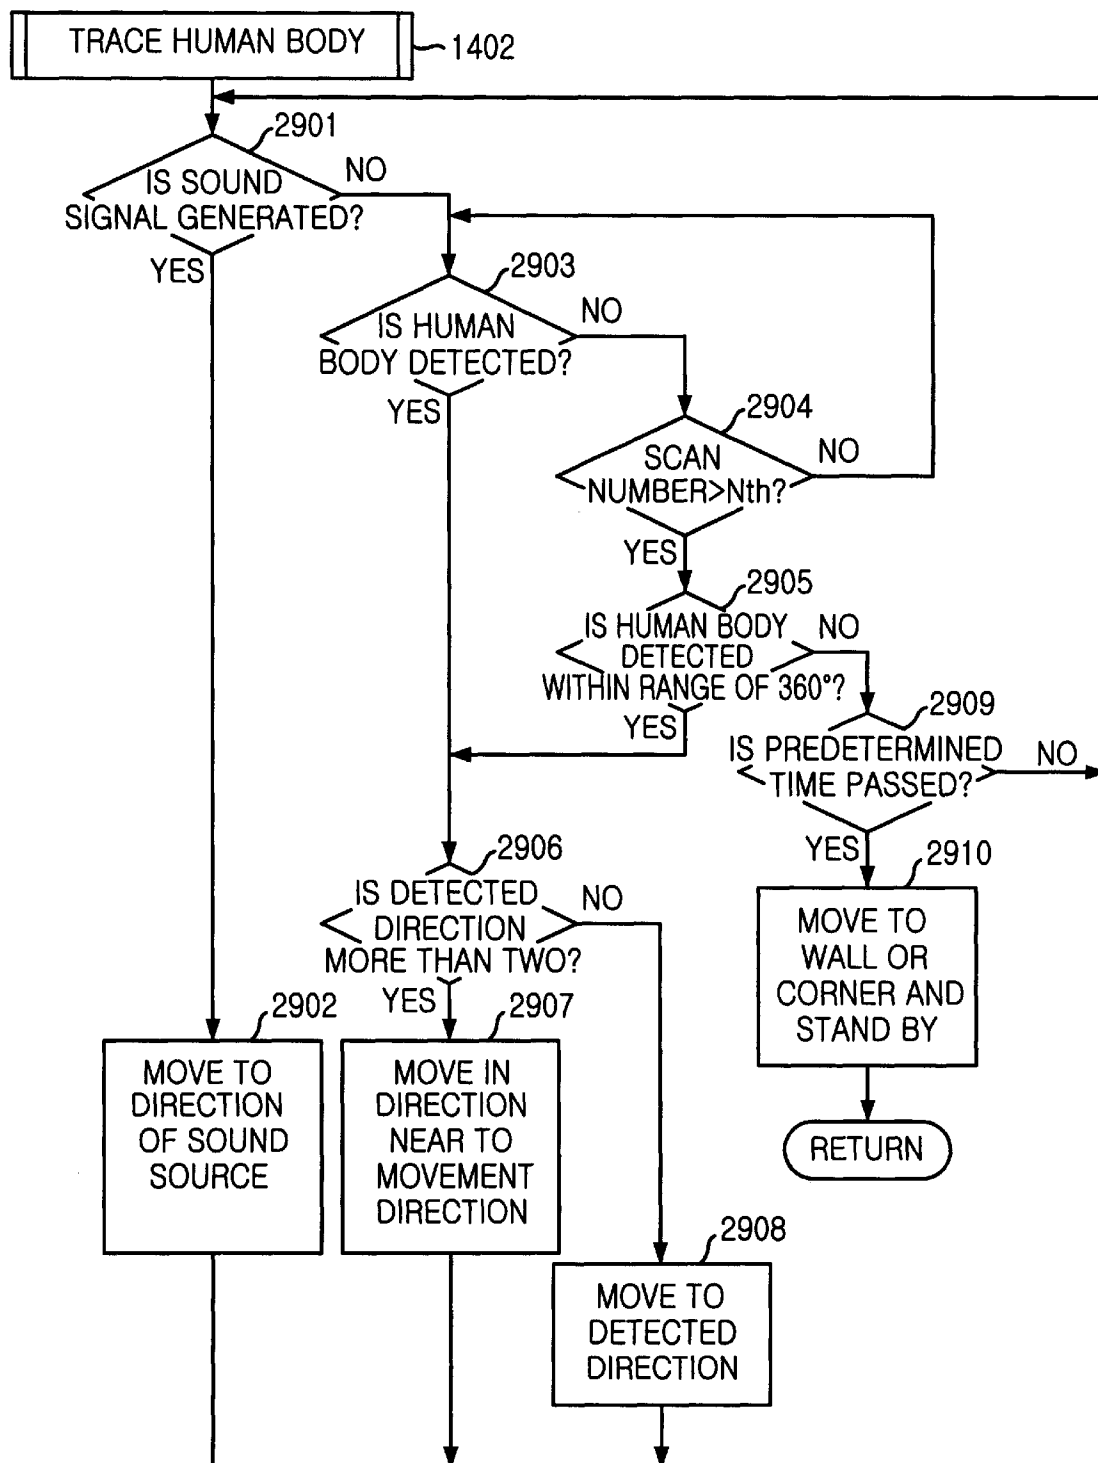 TRACE HUMAN BODY
1402
2901
IS SOUND
SIGNAL GENERATED?
NO
YES
2903
IS HUMAN
BODY DETECTED?
NO
YES
2904
SCAN
NUMBER>Nth?
NO
YES
2905
IS HUMAN BODY
DETECTED
WITHIN RANGE OF 360°?
NO
YES
2909
IS PREDETERMINED
TIME PASSED?
NO
YES
2906
IS DETECTED
DIRECTION
MORE THAN TWO?
NO
YES
2910
MOVE TO
WALL OR
CORNER AND
STAND BY
RETURN
2902
MOVE TO
DIRECTION
OF SOUND
SOURCE
2907
MOVE IN
DIRECTION
NEAR TO
MOVEMENT
DIRECTION
2908
MOVE TO
DETECTED
DIRECTION